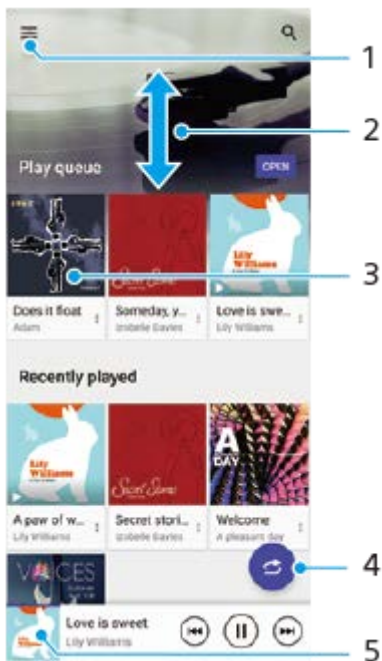 1
2
Play queue
OPEN
3
Does it float
Someday, y...
Love is swe...
Adam
Izobelle Davies
Lily Williams
Recently played
Lily
Williams
Secret Stories
A
DAY
A paw of w...
Secret stori...
Welcome
Lily Williams
Izobelle Davies
A pleasant day
VOICES
4
Love is sweet
Lily Williams
5